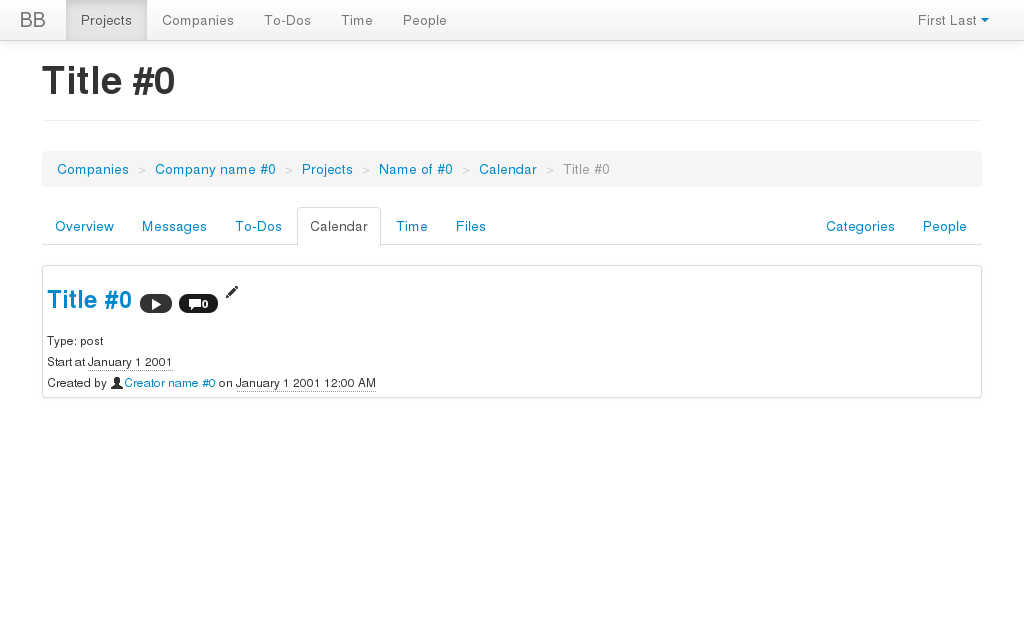 BB Projects Companies To-Dos Time People First Last
Title #0
Companies > Company name #0 > Projects > Name of #0 > Calendar > Title #0
Overview Messages To-Dos Calendar Time Files Categories People
Title #0 0
Type: post
Start at January 1 2001
Created by Creator name #0 on January 1 2001 12:00 AM